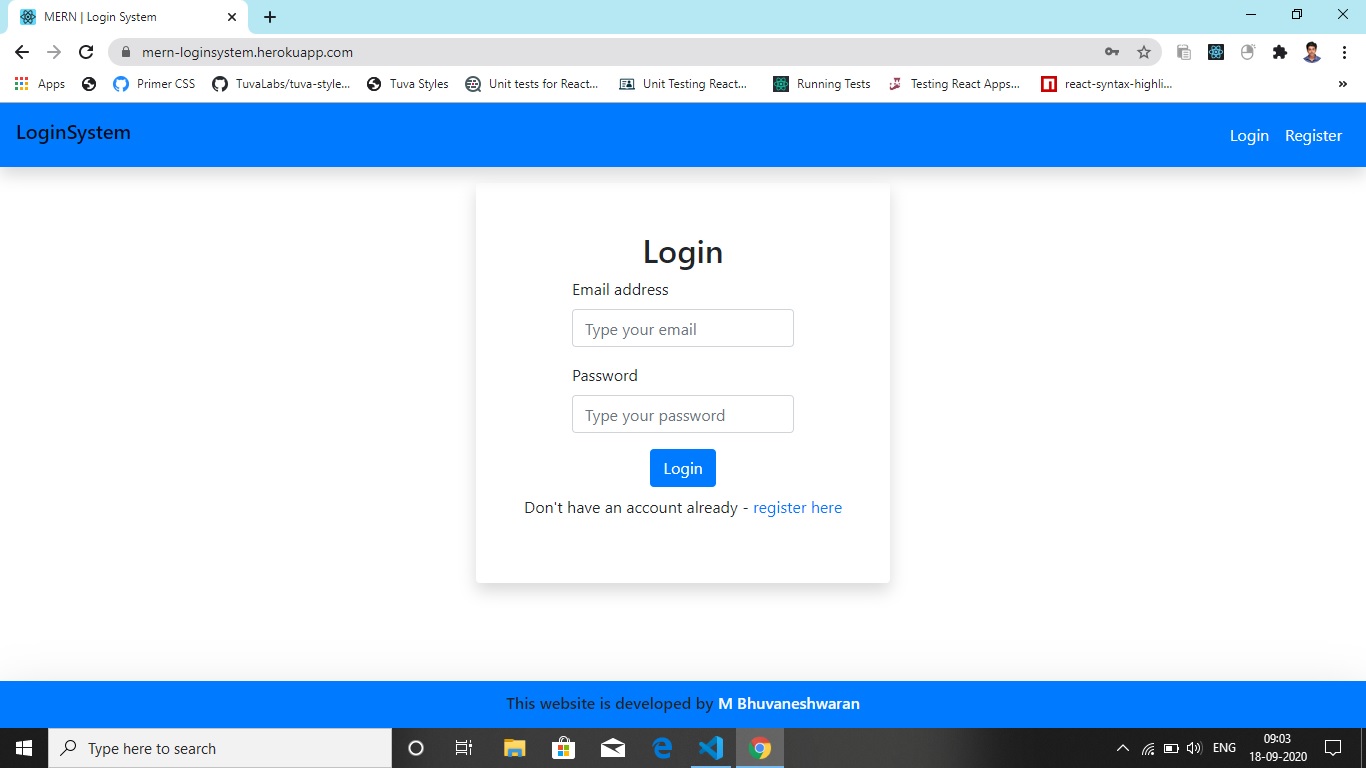 MERN | Login System
mern-loginsystem.herokuapp.com
Apps Primer CSS TuvaLabs/tuva-style... Tuva Styles Unit tests for React... Unit Testing React... Running Tests Testing React Apps... react-syntax-highli... »
LoginSystem Login Register
Login
Email address
Type your email
Password
Type your password
Login
Don't have an account already - register here
This website is developed by M Bhuvaneshwaran
Type here to search ENG 09:03
18-09-2020